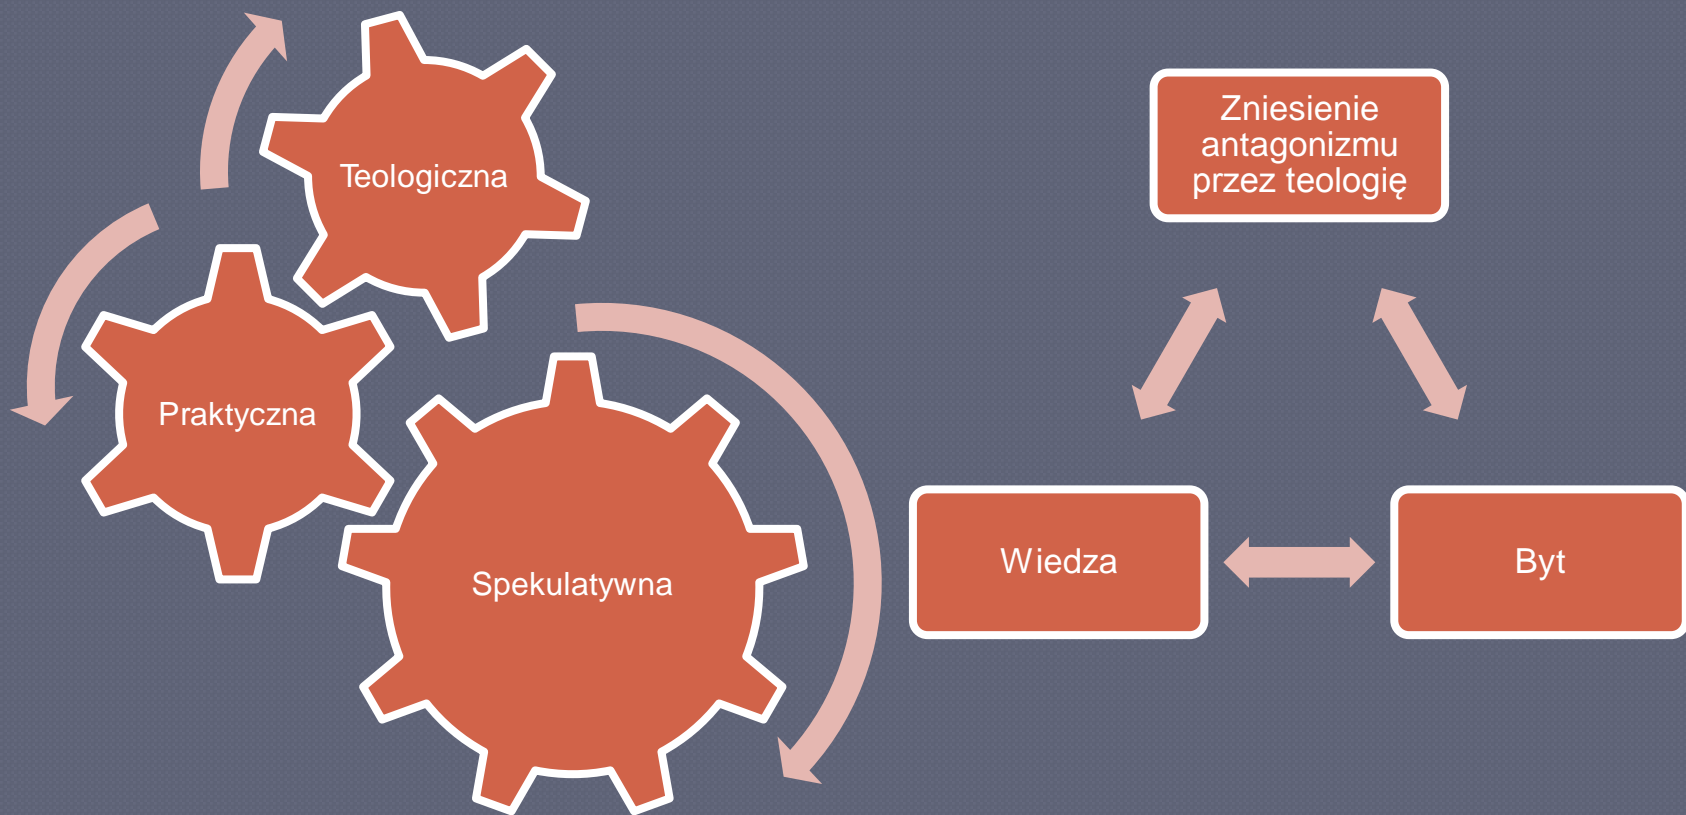 Teologiczna
Praktyczna
Spekulatywna
Zniesienie
antagonizmu
przez teologię
Wiedza
Byt